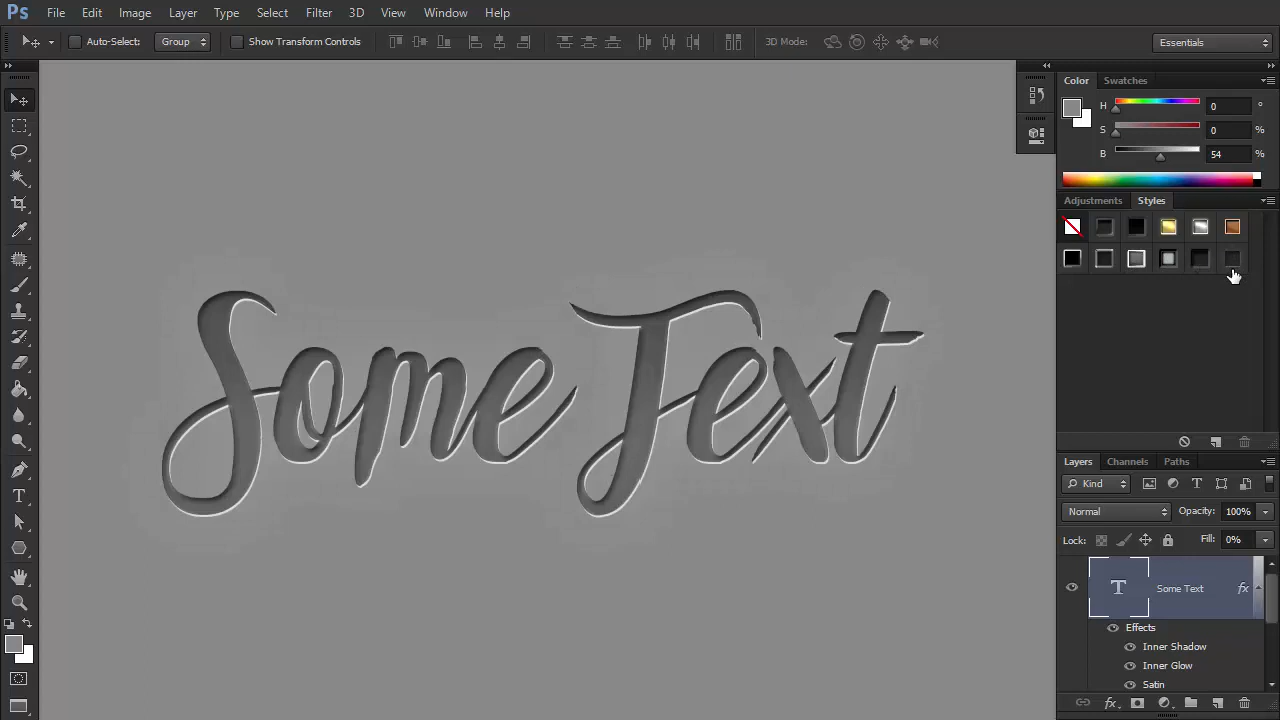 Ps File Edit Image Layer Type Select Filter 3D View Window Help
Auto-Select: Group Show Transform Controls 3D Mode: Essentials
Color Swatches
H 0 °
S 0 %
B 54 %
Adjustments Styles
Some Text
Layers Channels Paths
Kind T
Normal Opacity: 100%
Lock: Fill: 0%
T Some Text fx
Effects
Inner Shadow
Inner Glow
Satin
fx